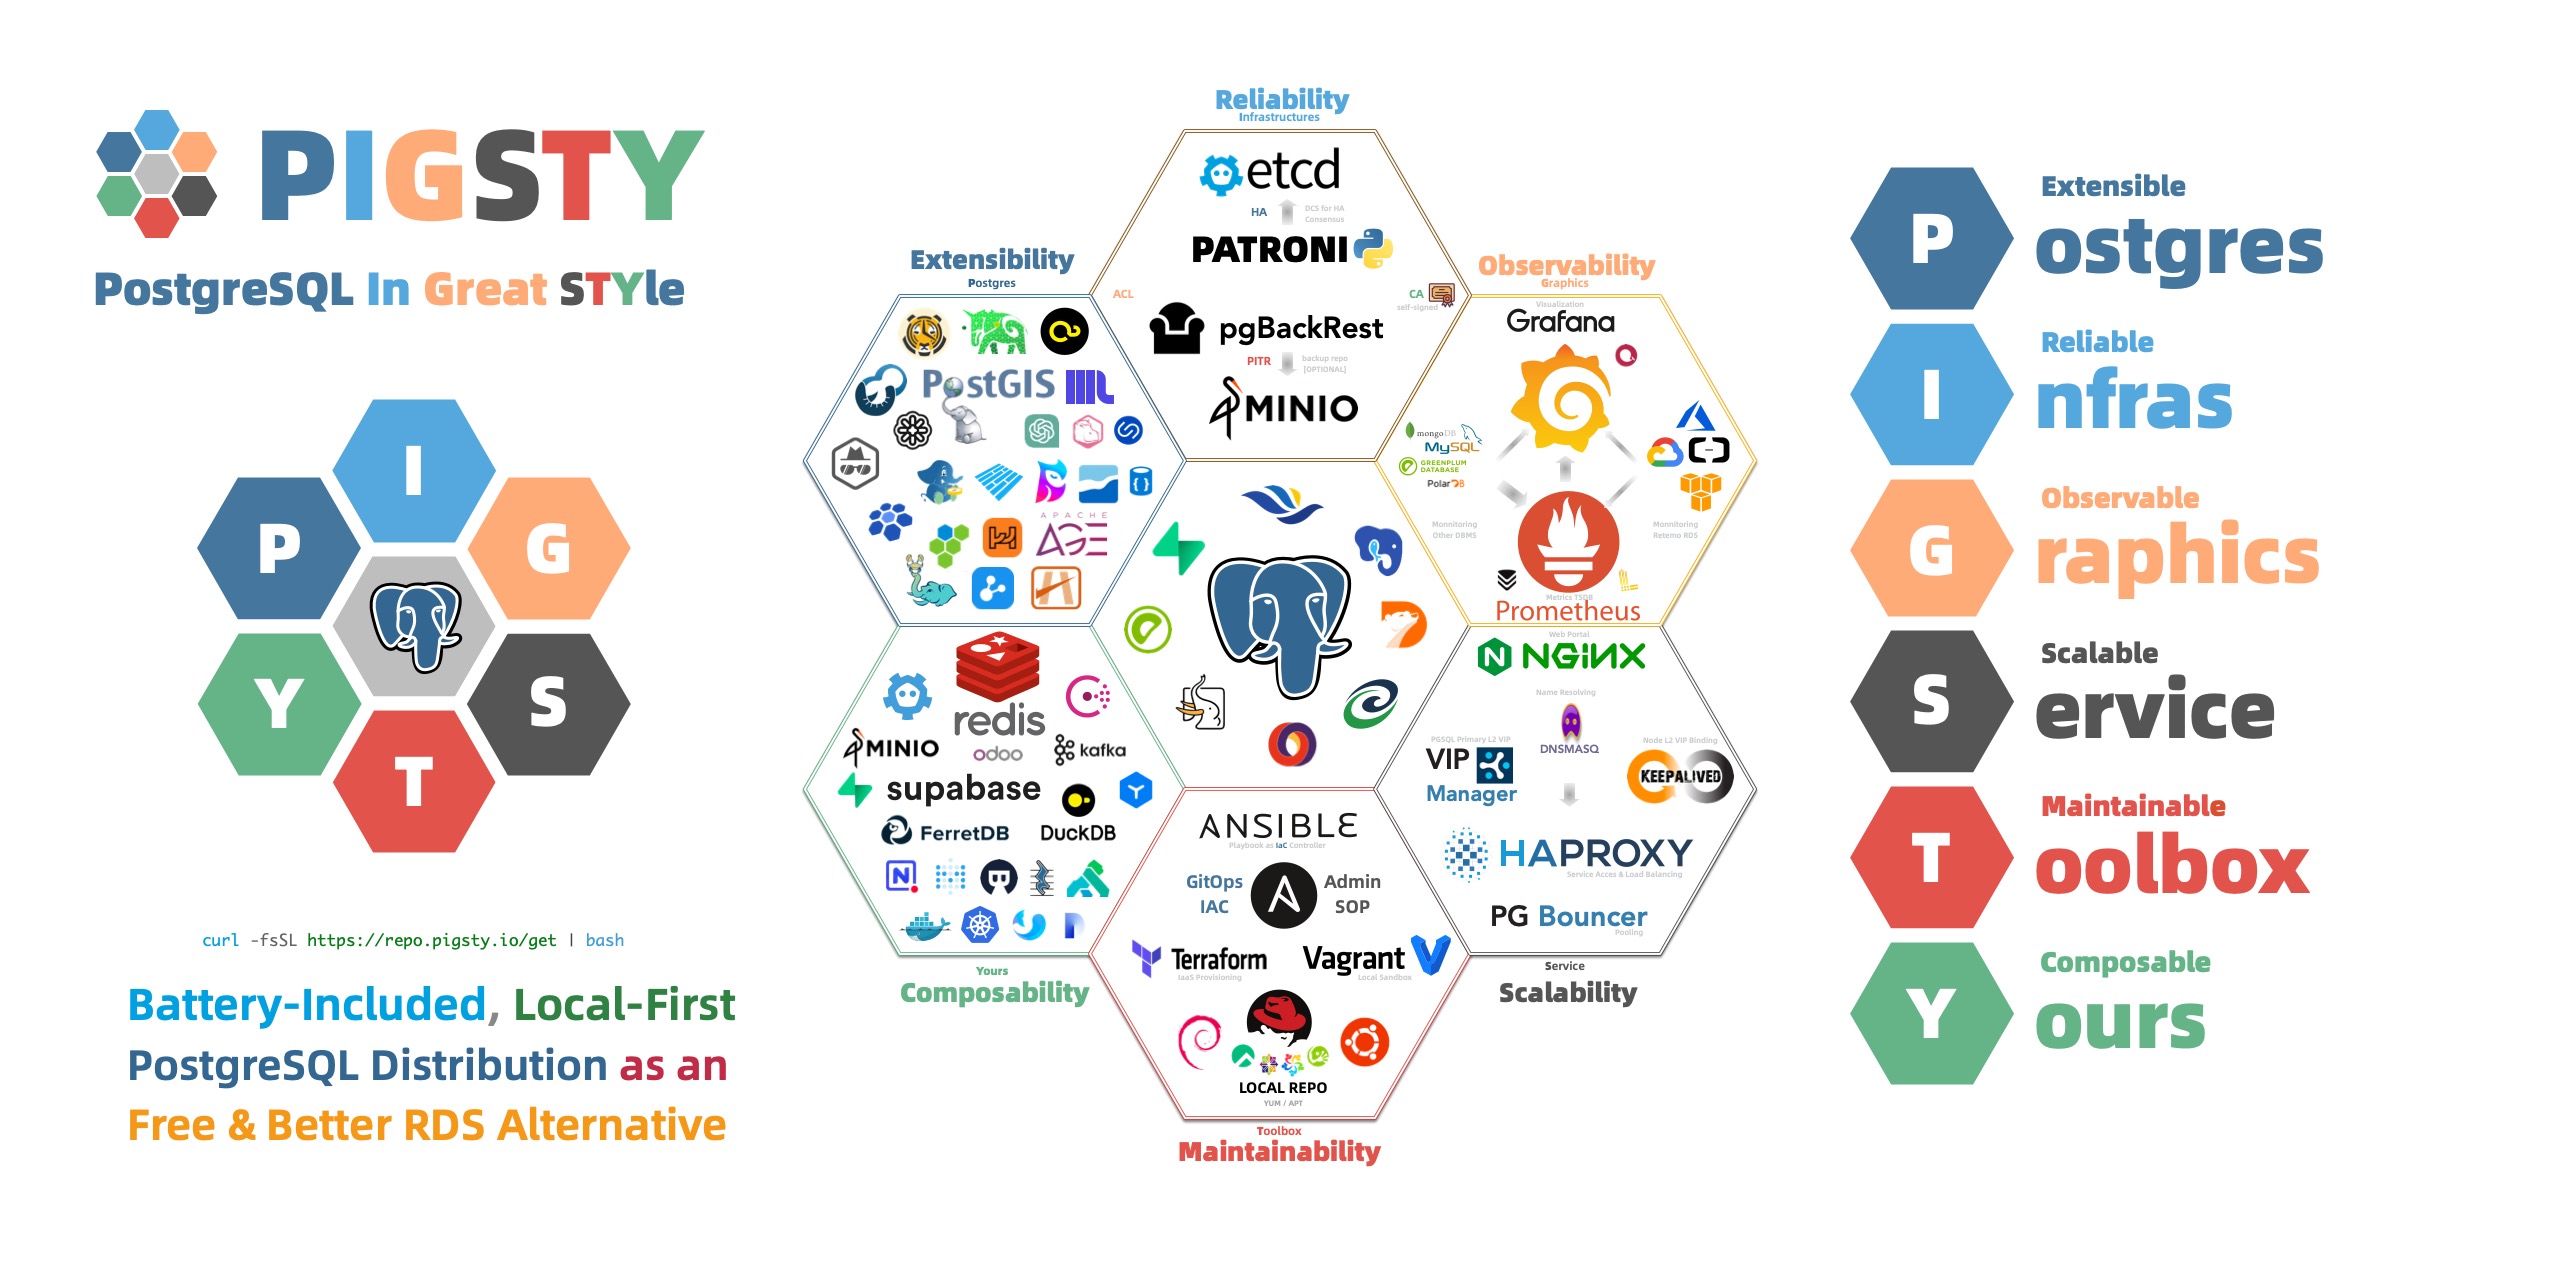 PIGSTY
PostgreSQL In Great STYle
I
P
G
Y
S
T
curl -fsSL https://repo.pigsty.io/get | bash
Battery-Included, Local-First
PostgreSQL Distribution as an
Free & Better RDS Alternative
Reliability
Infrastructures
etcd
HA
DCS for HA
Consensus
PATRONI
ACL
CA
self-signed
pgBackRest
PITR
backup repo
[OPTIONAL]
MINIO
Extensibility
Postgres
PostGIS
APACHE
AGE
Observability
Graphics
Visualization
Grafana
mongoDB
MySQL
GREENPLUM
DATABASE
PolarDB
Monnitoring
Other DBMS
Monnitoring
Retemo RDS
Metrics TSDB
Prometheus
redis
MINIO
odoo
kafka
supabase
FerretDB
DuckDB
Yours
Composability
Web Portal
NGINX
Name Resolving
DNSMASQ
PGSQL Primary L2 VIP
VIP
Manager
Node L2 VIP Binding
KEEPALIVED
HAPROXY
Service Acces & Load Balancing
PG Bouncer
Pooling
Service
Scalability
ANSIBLE
Playbook as IaC Controller
GitOps
IAC
Admin
SOP
Terraform
IaaS Provisioning
Vagrant
Local Sandbox
LOCAL REPO
YUM / APT
Toolbox
Maintainability
Extensible
P ostgres
Reliable
I nfras
Observable
G raphics
Scalable
S ervice
Maintainable
T oolbox
Composable
Y ours